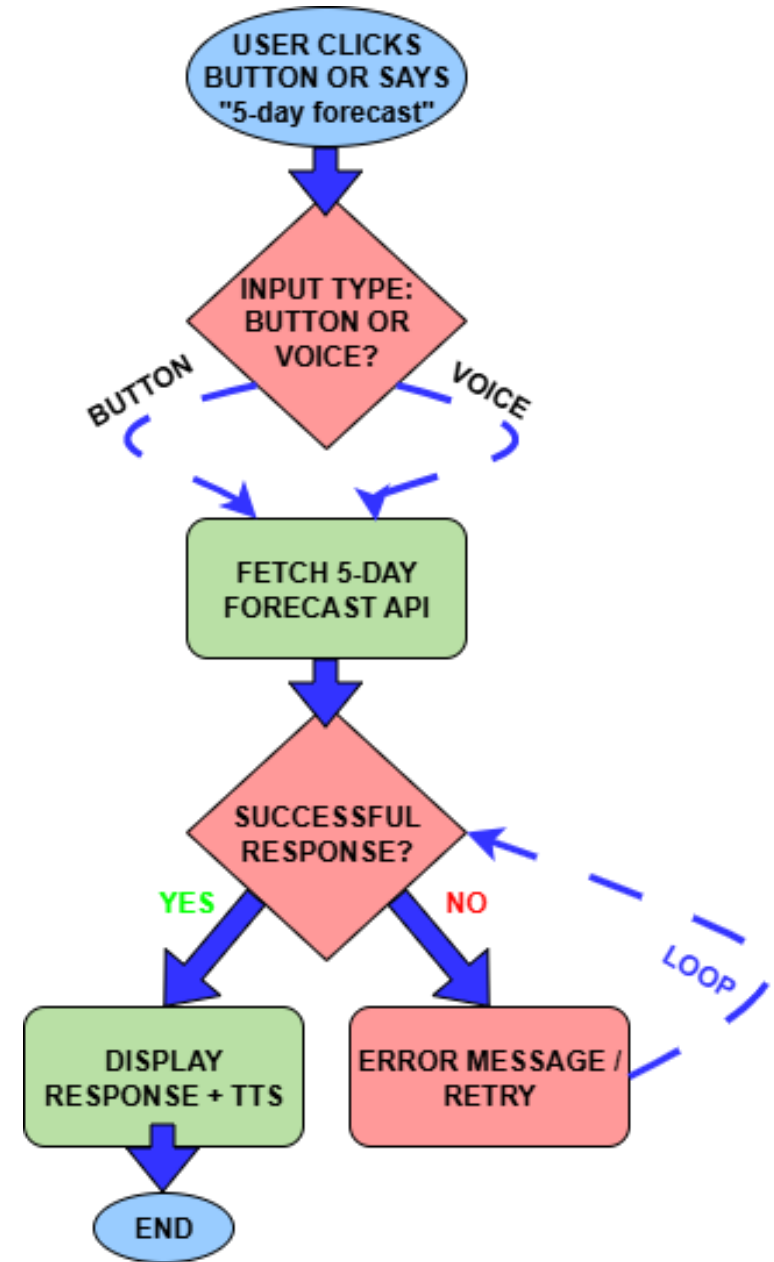 USER CLICKS
BUTTON OR SAYS
"5-day forecast"
INPUT TYPE:
BUTTON OR
VOICE?
BUTTON
VOICE
FETCH 5-DAY
FORECAST API
SUCCESSFUL
RESPONSE?
YES
NO
LOOP
DISPLAY
RESPONSE + TTS
ERROR MESSAGE /
RETRY
END